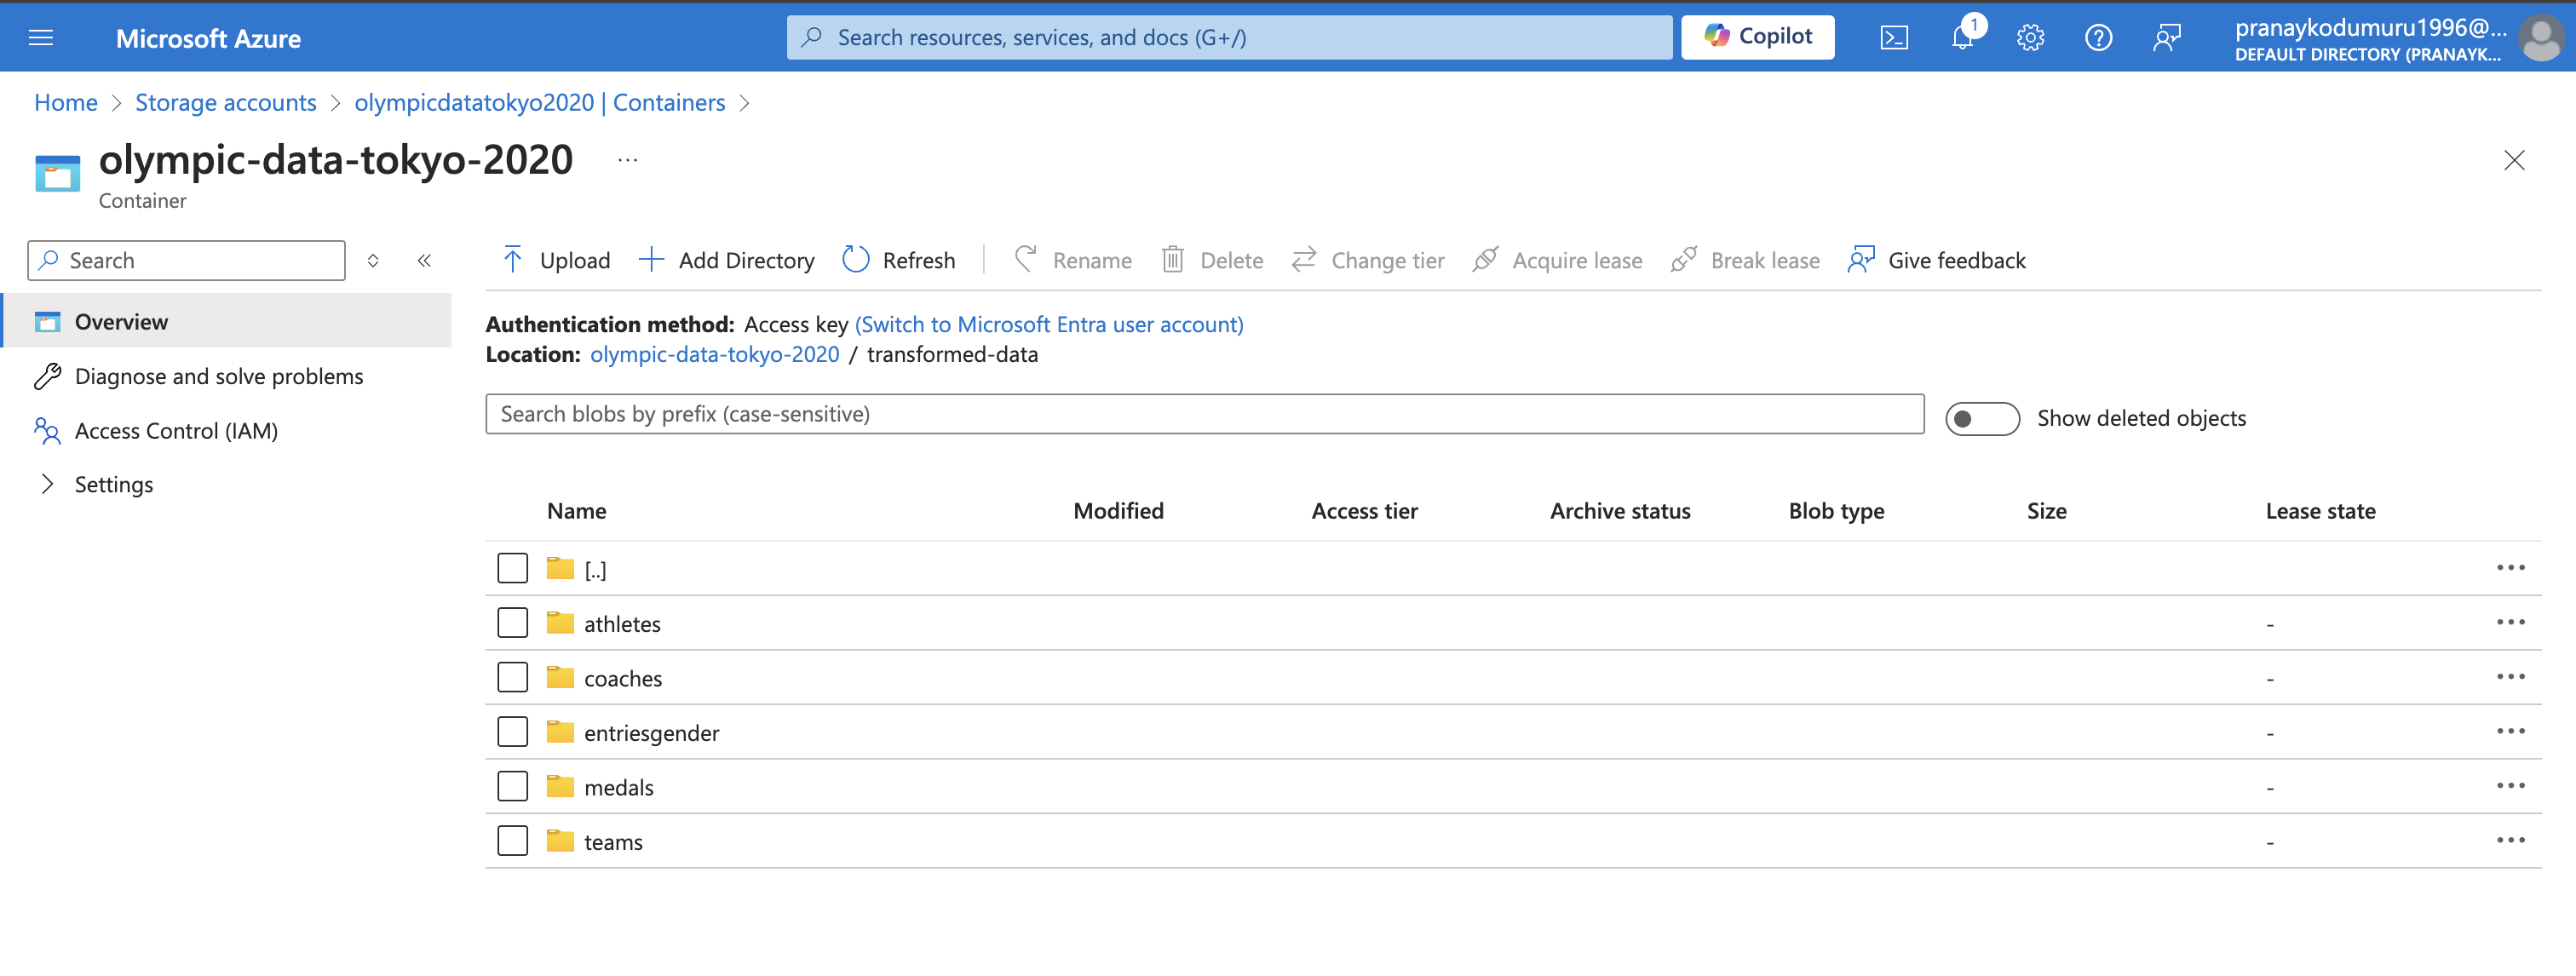 Microsoft Azure
Search resources, services, and docs (G+/)
Copilot
1
pranaykodumuru1996@...
DEFAULT DIRECTORY (PRANAYK...
Home > Storage accounts > olympicdatatokyo2020 | Containers >
olympic-data-tokyo-2020 ...
Container
Search
Upload
Add Directory
Refresh
Rename
Delete
Change tier
Acquire lease
Break lease
Give feedback
Overview
Diagnose and solve problems
Access Control (IAM)
Settings
Authentication method: Access key (Switch to Microsoft Entra user account)
Location: olympic-data-tokyo-2020 / transformed-data
Search blobs by prefix (case-sensitive)
Show deleted objects
Name Modified Access tier Archive status Blob type Size Lease state
[..]
athletes -
coaches -
entriesgender -
medals -
teams -